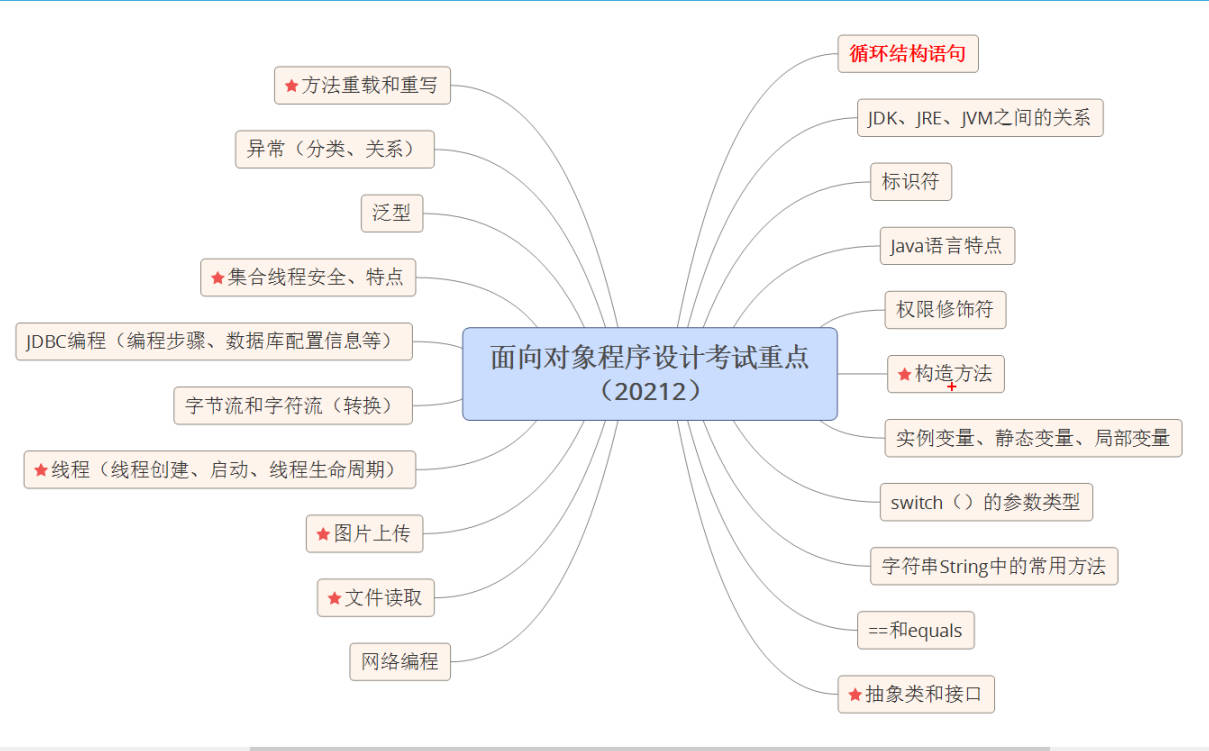 面向对象程序设计考试重点
（20212）
循环结构语句
JDK、JRE、JVM之间的关系
标识符
Java语言特点
权限修饰符
构造方法
实例变量、静态变量、局部变量
switch（）的参数类型
字符串String中的常用方法
==和equals
抽象类和接口
方法重载和重写
异常（分类、关系）
泛型
集合线程安全、特点
JDBC编程（编程步骤、数据库配置信息等）
字节流和字符流（转换）
线程（线程创建、启动、线程生命周期）
图片上传
文件读取
网络编程